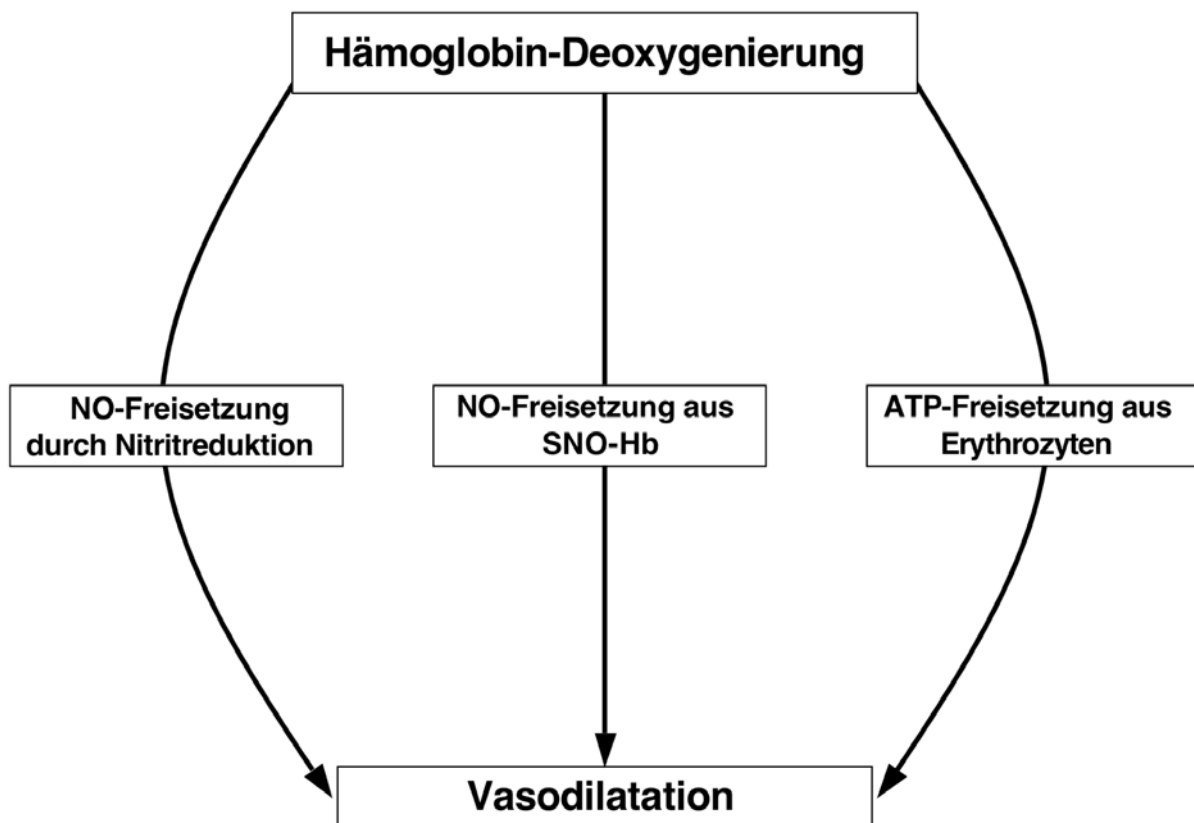 Hämoglobin-Deoxygenierung
NO-Freisetzung
durch Nitritreduktion
NO-Freisetzung aus
SNO-Hb
ATP-Freisetzung aus
Erythrozyten
Vasodilatation